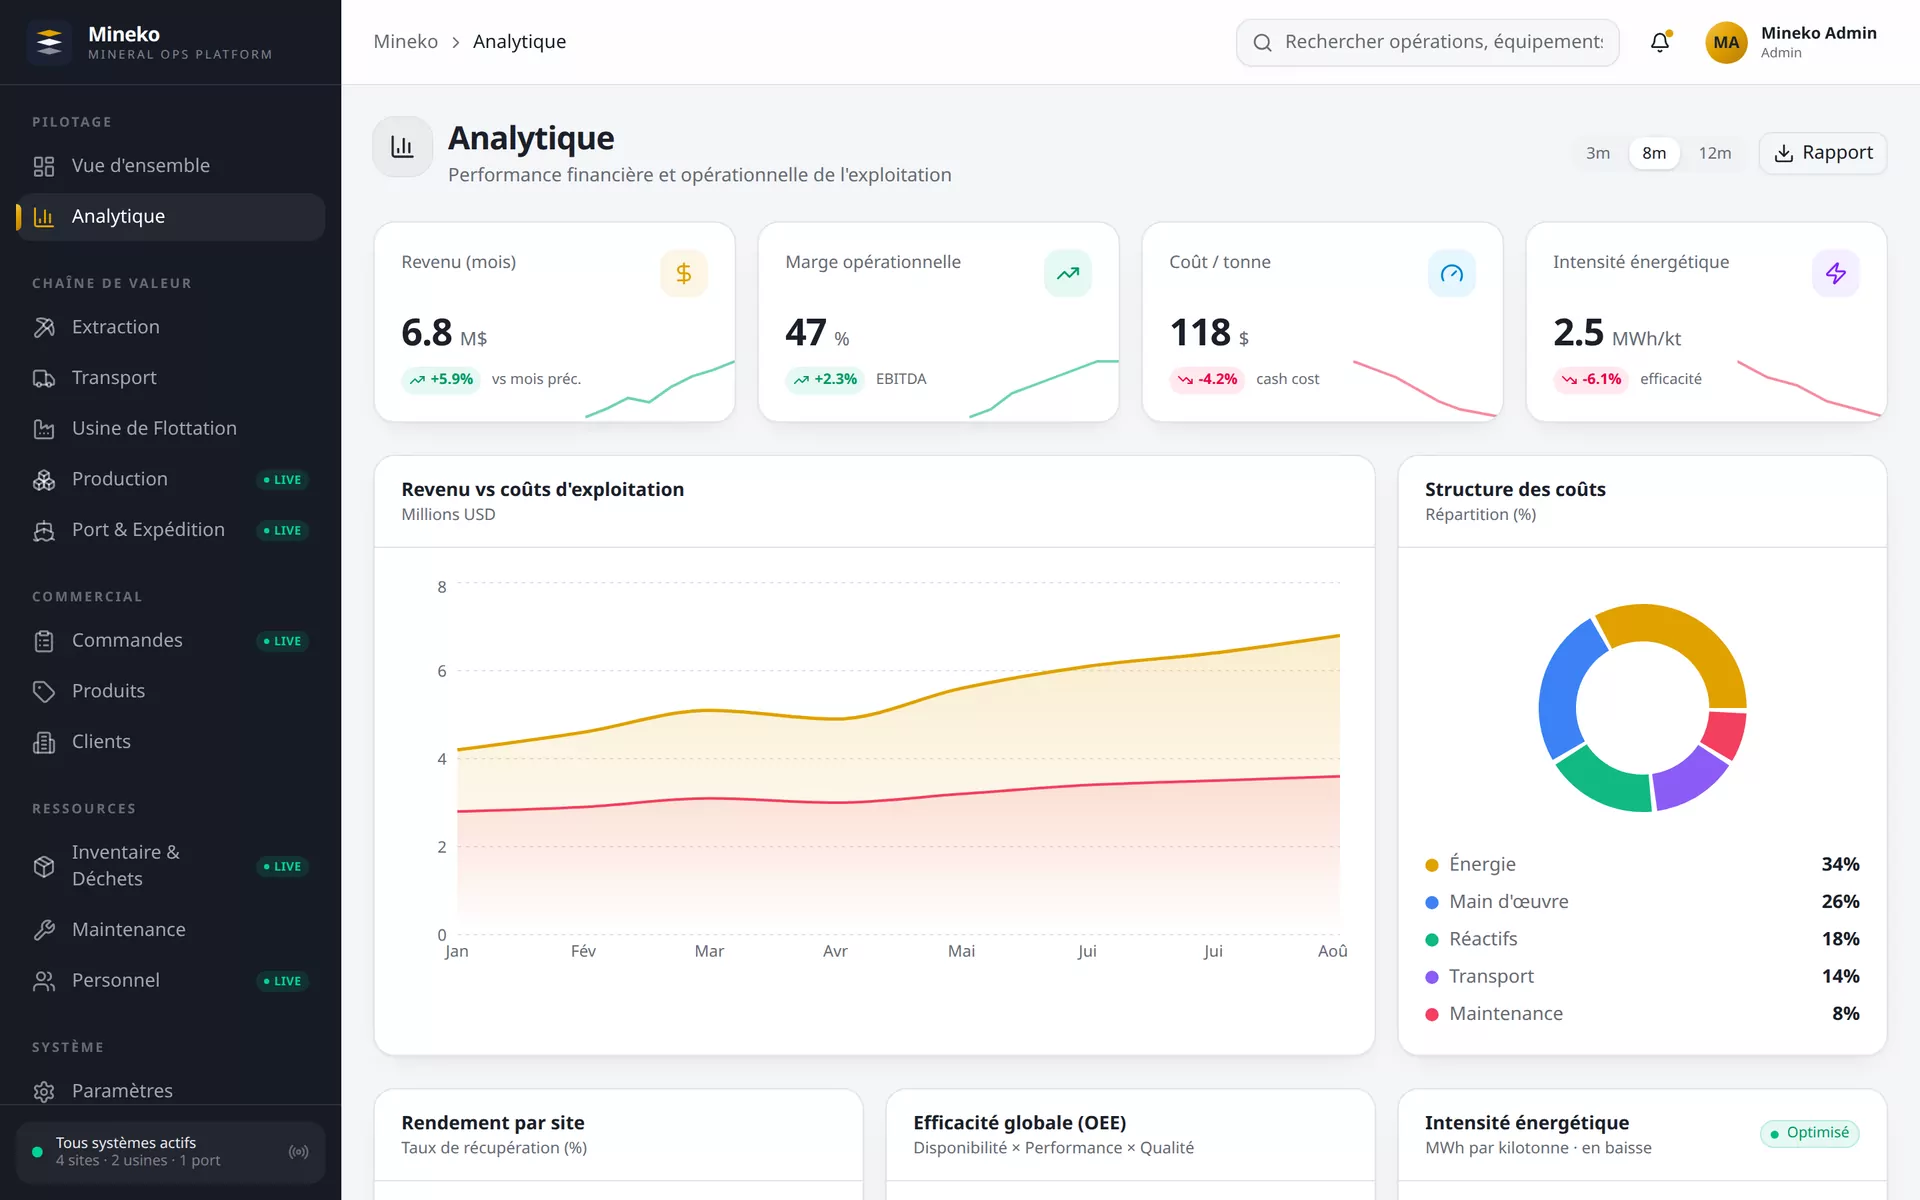 Mineko
MINERAL OPS PLATFORM
PILOTAGE
Vue d'ensemble
Analytique
CHAÎNE DE VALEUR
Extraction
Transport
Usine de Flottation
Production
LIVE
Port & Expédition
LIVE
COMMERCIAL
Commandes
LIVE
Produits
Clients
RESSOURCES
Inventaire &
Déchets
LIVE
Maintenance
Personnel
LIVE
SYSTÈME
Paramètres
Tous systèmes actifs
4 sites · 2 usines · 1 port
Mineko
Analytique
Rechercher opérations, équipements
MA
Mineko Admin
Admin
Analytique
Performance financière et opérationnelle de l'exploitation
3m
8m
12m
Rapport
Revenu (mois)
6.8 M$
+5.9% vs mois préc.
Marge opérationnelle
47 %
+2.3% EBITDA
Coût / tonne
118 $
-4.2% cash cost
Intensité énergétique
2.5 MWh/kt
-6.1% efficacité
Revenu vs coûts d'exploitation
Millions USD
8
6
4
2
0
Jan Fév Mar Avr Mai Jui Jui Aoû
Structure des coûts
Répartition (%)
Énergie 34%
Main d'œuvre 26%
Réactifs 18%
Transport 14%
Maintenance 8%
Rendement par site
Taux de récupération (%)
Efficacité globale (OEE)
Disponibilité × Performance × Qualité
Intensité énergétique
MWh par kilotonne · en baisse
Optimisé